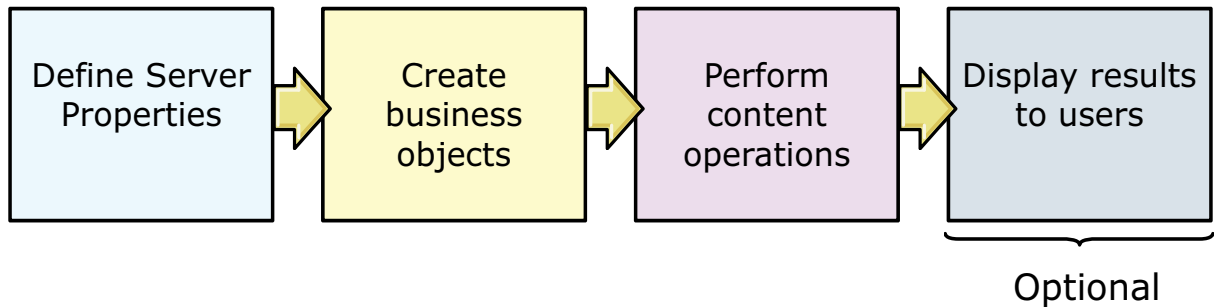 Define Server
Properties
Create
business
objects
Perform
content
operations
Display results
to users
Optional